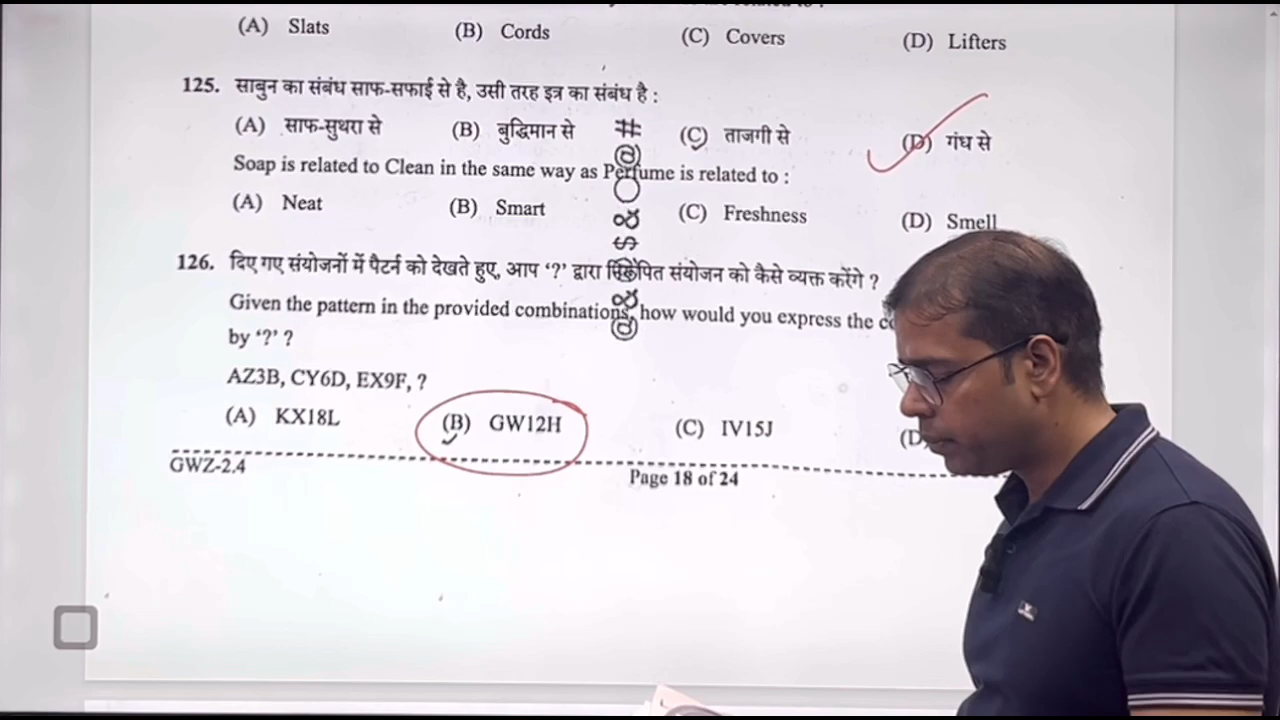 (A) Slats (B) Cords (C) Covers (D) Lifters
125. साबुन का संबंध साफ-सफाई से है, उसी तरह इत्र का संबंध है :
(A) साफ-सुथरा से (B) बुद्धिमान से (C) ताजगी से (D) गंध से
Soap is related to Clean in the same way as Perfume is related to :
(A) Neat (B) Smart (C) Freshness (D) Smell
126. दिए गए संयोजनों में पैटर्न को देखते हुए, आप ‘?’ द्वारा संयोजन को कैसे व्यक्त करेंगे ?
Given the pattern in the provided combinations, how would you express the
by ‘?’ ?
AZ3B, CY6D, EX9F, ?
(A) KX18L (B) GW12H (C) IV15J (D)
GWZ-2.4 Page 18 of 24